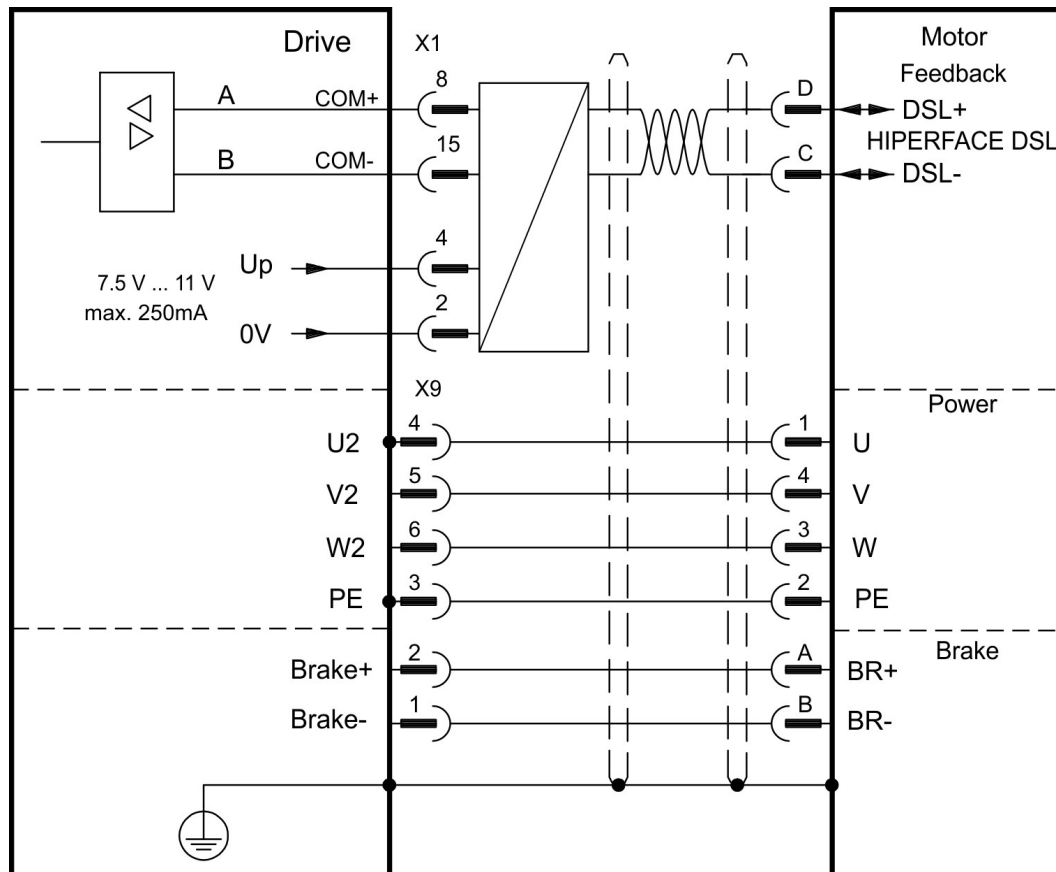 Drive X1 Motor
Feedback
8 D
A COM+ DSL+
HIPERFACE DSL
15 C
B COM- DSL-
4
Up
7.5 V ... 11 V
max. 250mA
2
0V
X9 Power
4 1
U2 U
5 4
V2 V
6 3
W2 W
3 2
PE PE
Brake
2 A
Brake+ BR+
1 B
Brake- BR-